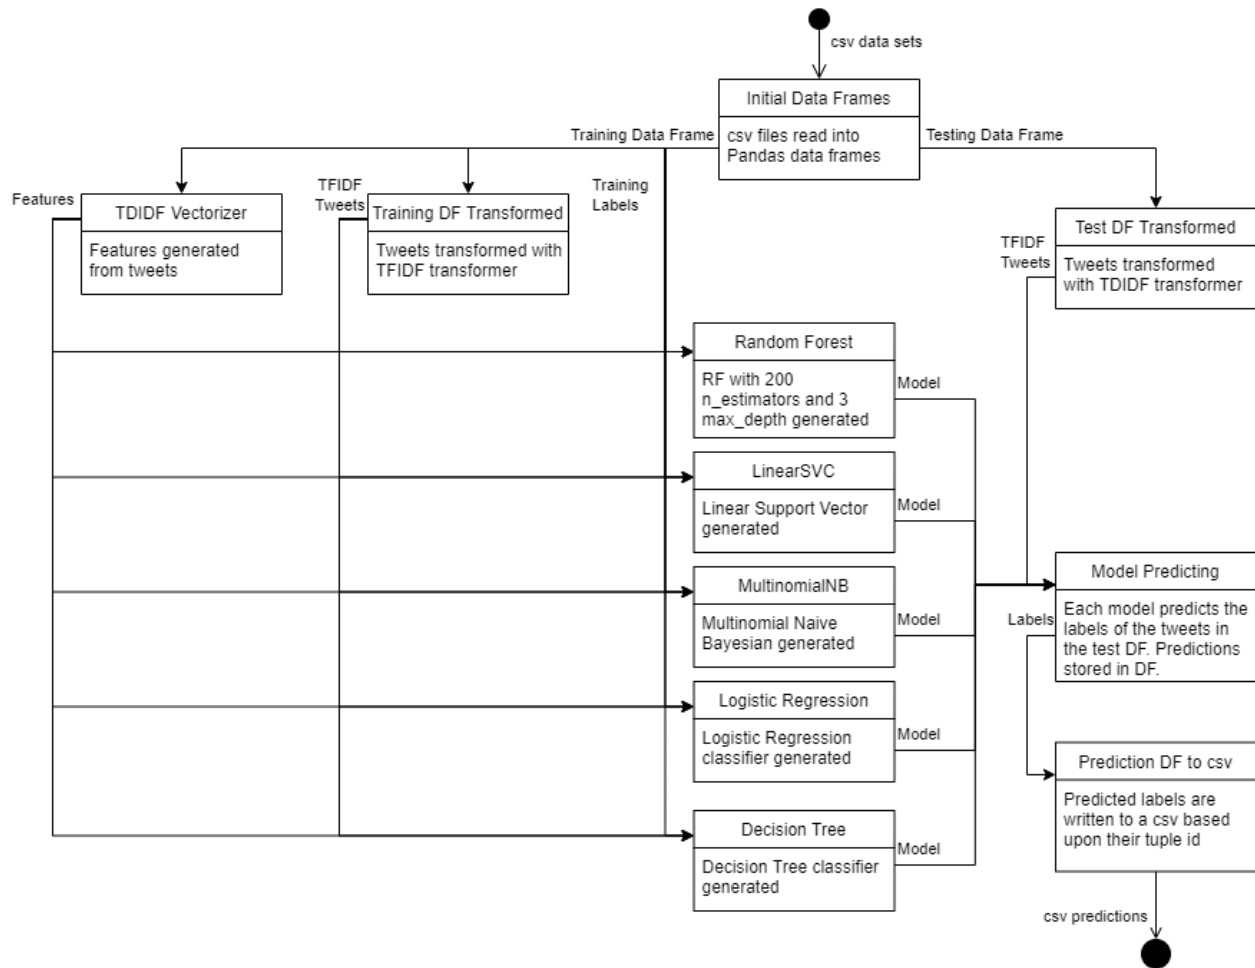 csv data sets
Initial Data Frames
csv files read into
Pandas data frames
Training Data Frame
Testing Data Frame
Features
TDIDF Vectorizer
Features generated
from tweets
TFIDF
Tweets
Training DF Transformed
Tweets transformed with
TFIDF transformer
Training
Labels
Test DF Transformed
Tweets transformed
with TDIDF transformer
TFIDF
Tweets
Random Forest
RF with 200
n_estimators and 3
max_depth generated
Model
LinearSVC
Linear Support Vector
generated
Model
MultinomialNB
Multinomial Naive
Bayesian generated
Model
Logistic Regression
Logistic Regression
classifier generated
Model
Decision Tree
Decision Tree classifier
generated
Model
Model Predicting
Each model predicts the
labels of the tweets in
the test DF. Predictions
stored in DF.
Labels
Prediction DF to csv
Predicted labels are
written to a csv based
upon their tuple id
csv predictions